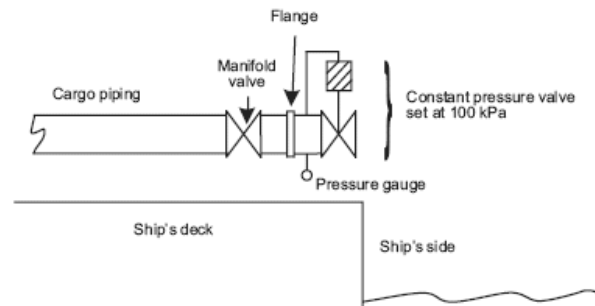 Flange
Manifold
valve
Cargo piping
Constant pressure valve
set at 100 kPa
Pressure gauge
Ship's deck
Ship's side